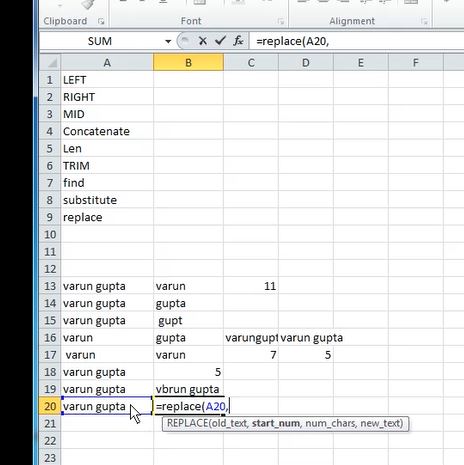 Clipboard Font Alignment
SUM =replace(A20,
A B C D E F
1 LEFT
2 RIGHT
3 MID
4 Concatenate
5 Len
6 TRIM
7 find
8 substitute
9 replace
10
11
12
13 varun gupta varun 11
14 varun gupta gupta
15 varun gupta gupt
16 varun gupta varungupt varun gupta
17 varun varun 7 5
18 varun gupta 5
19 varun gupta vbrun gupta
20 varun gupta =replace(A20,
21 REPLACE(old_text, start_num, num_chars, new_text)
22
23